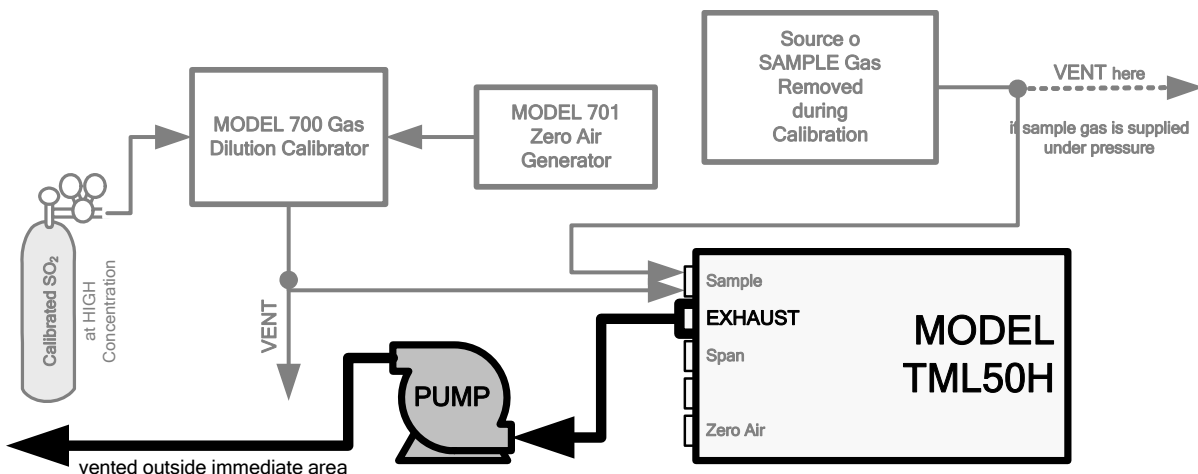 Source o
SAMPLE Gas
Removed
during
Calibration
VENT here
if sample gas is supplied
under pressure
MODEL 700 Gas
Dilution Calibrator
MODEL 701
Zero Air
Generator
Calibrated SO₂
at HIGH
Concentration
VENT
Sample
EXHAUST
Span
Zero Air
MODEL
TML50H
PUMP
vented outside immediate area